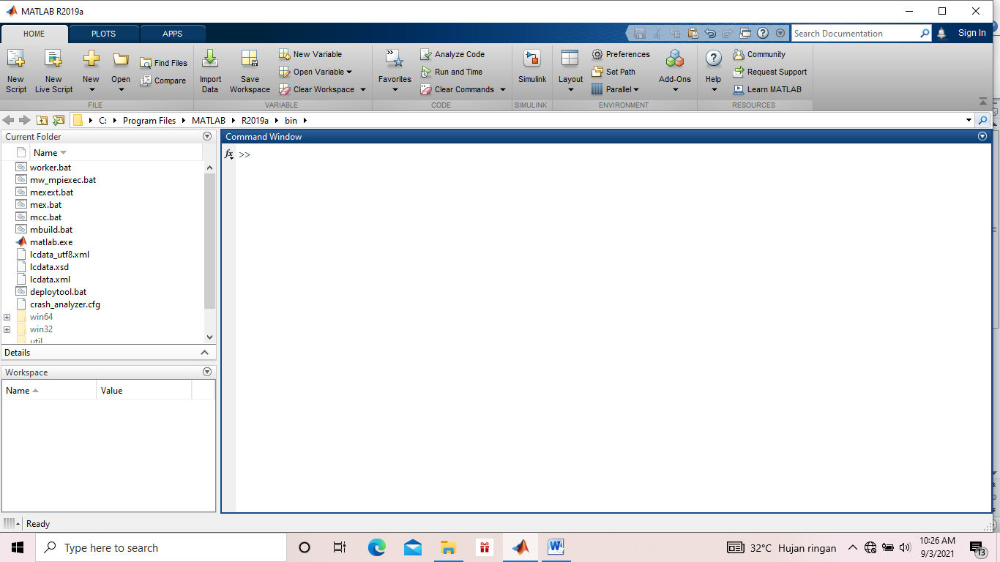 MATLAB R2019a
HOME PLOTS APPS
Search Documentation
Sign In
New Script
New Live Script
New
Open
Find Files
Compare
FILE
Import Data
Save Workspace
New Variable
Open Variable
Clear Workspace
VARIABLE
Favorites
Analyze Code
Run and Time
Clear Commands
CODE
Simulink
SIMULINK
Layout
Preferences
Set Path
Parallel
Add-Ons
ENVIRONMENT
Help
Community
Request Support
Learn MATLAB
RESOURCES
C: Program Files MATLAB R2019a bin
Current Folder
Name
worker.bat
mw_mpiexec.bat
mexext.bat
mex.bat
mcc.bat
mbuild.bat
matlab.exe
lcdata_utf8.xml
lcdata.xsd
lcdata.xml
deploytool.bat
crash_analyzer.cfg
win64
win32
util
Details
Workspace
Name Value
Command Window
fx >>
Ready
Type here to search
32°C Hujan ringan
10:26 AM
9/3/2021
13